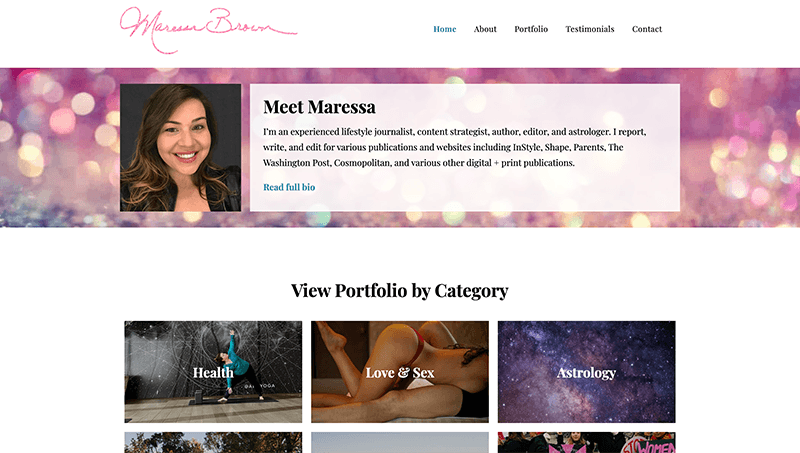 Maressa Brown
Home About Portfolio Testimonials Contact
Meet Maressa
I'm an experienced lifestyle journalist, content strategist, author, editor, and astrologer. I report,
write, and edit for various publications and websites including InStyle, Shape, Parents, The
Washington Post, Cosmopolitan, and various other digital + print publications.
Read full bio
View Portfolio by Category
Health
Love & Sex
Astrology
WOMEN